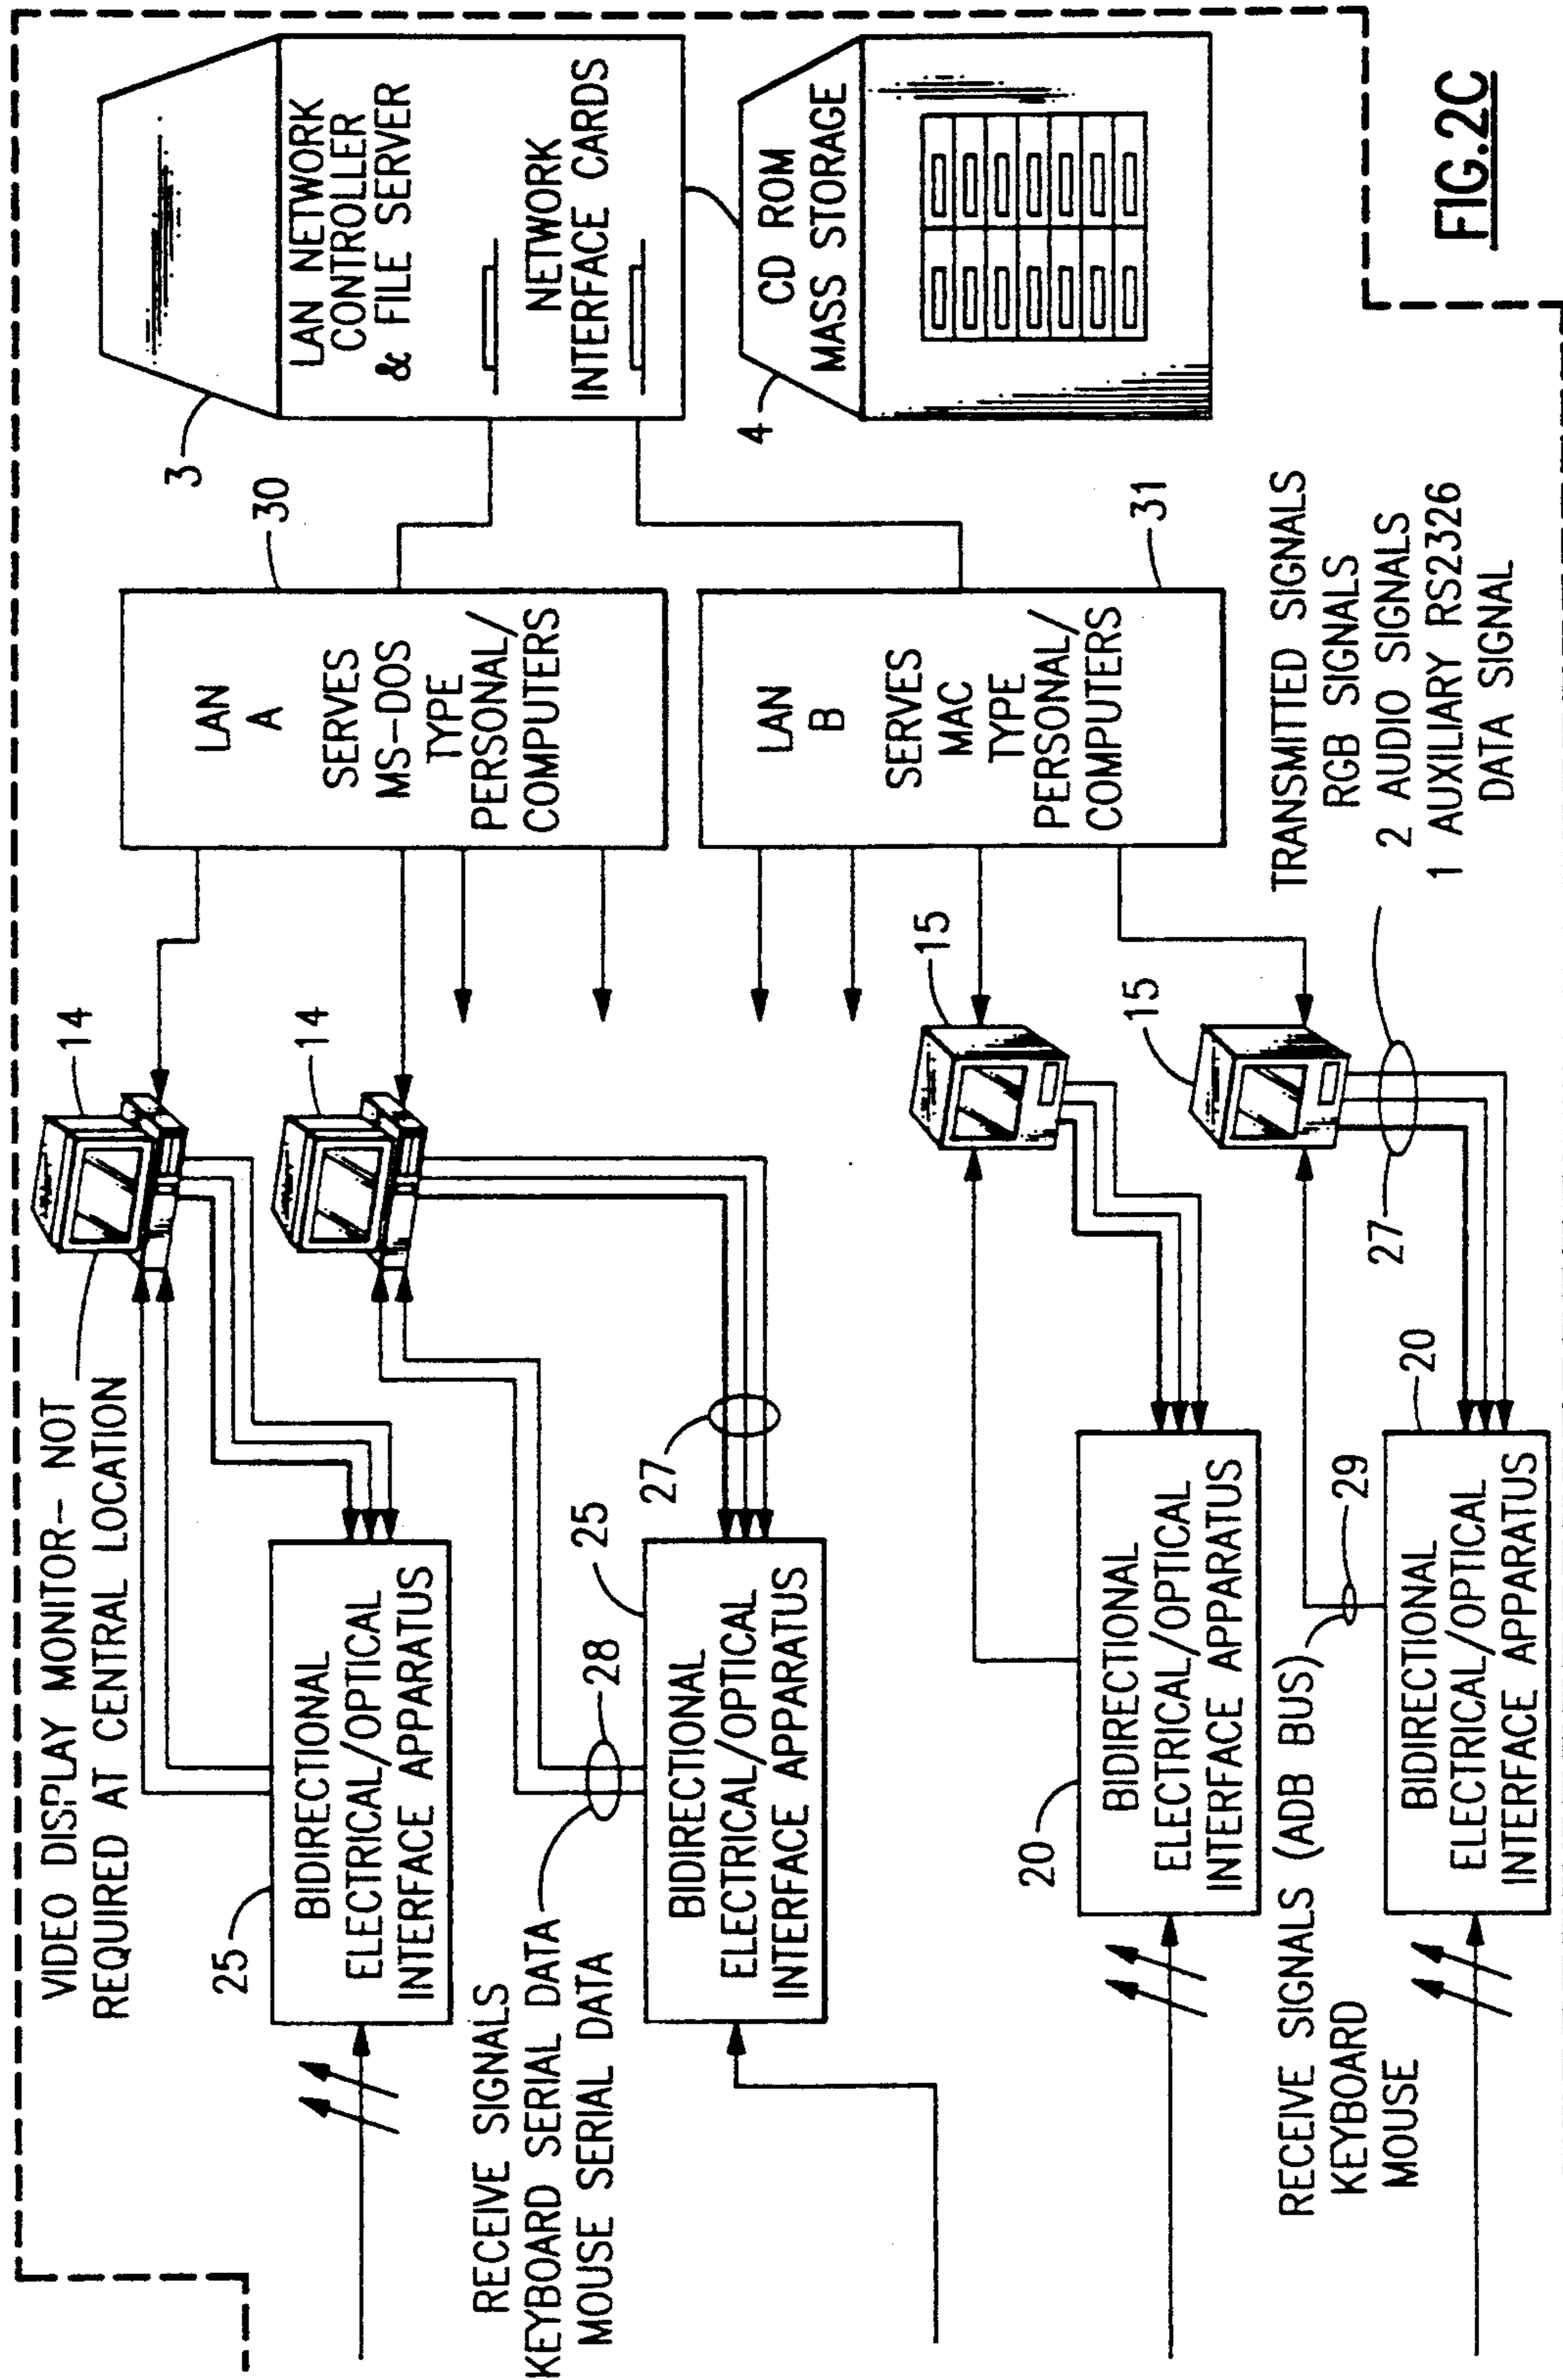 VIDEO DISPLAY MONITOR- NOT
REQUIRED AT CENTRAL LOCATION
14
14
3
LAN NETWORK
CONTROLLER
& FILE SERVER
NETWORK
INTERFACE CARDS
30
LAN
A
SERVES
MS-DOS
TYPE
PERSONAL/
COMPUTERS
25
BIDIRECTIONAL
ELECTRICAL/OPTICAL
INTERFACE APPARATUS
RECEIVE SIGNALS
KEYBOARD SERIAL DATA
MOUSE SERIAL DATA
28
25
27
BIDIRECTIONAL
ELECTRICAL/OPTICAL
INTERFACE APPARATUS
4
CD ROM
MASS STORAGE
LAN
B
SERVES
MAC
TYPE
PERSONAL/
COMPUTERS
31
15
15
20
BIDIRECTIONAL
ELECTRICAL/OPTICAL
INTERFACE APPARATUS
TRANSMITTED SIGNALS
RGB SIGNALS
2 AUDIO SIGNALS
1 AUXILIARY RS2326
DATA SIGNAL
27
27
RECEIVE SIGNALS (ADB BUS)
KEYBOARD
MOUSE
29
20
BIDIRECTIONAL
ELECTRICAL/OPTICAL
INTERFACE APPARATUS
FIG.2C